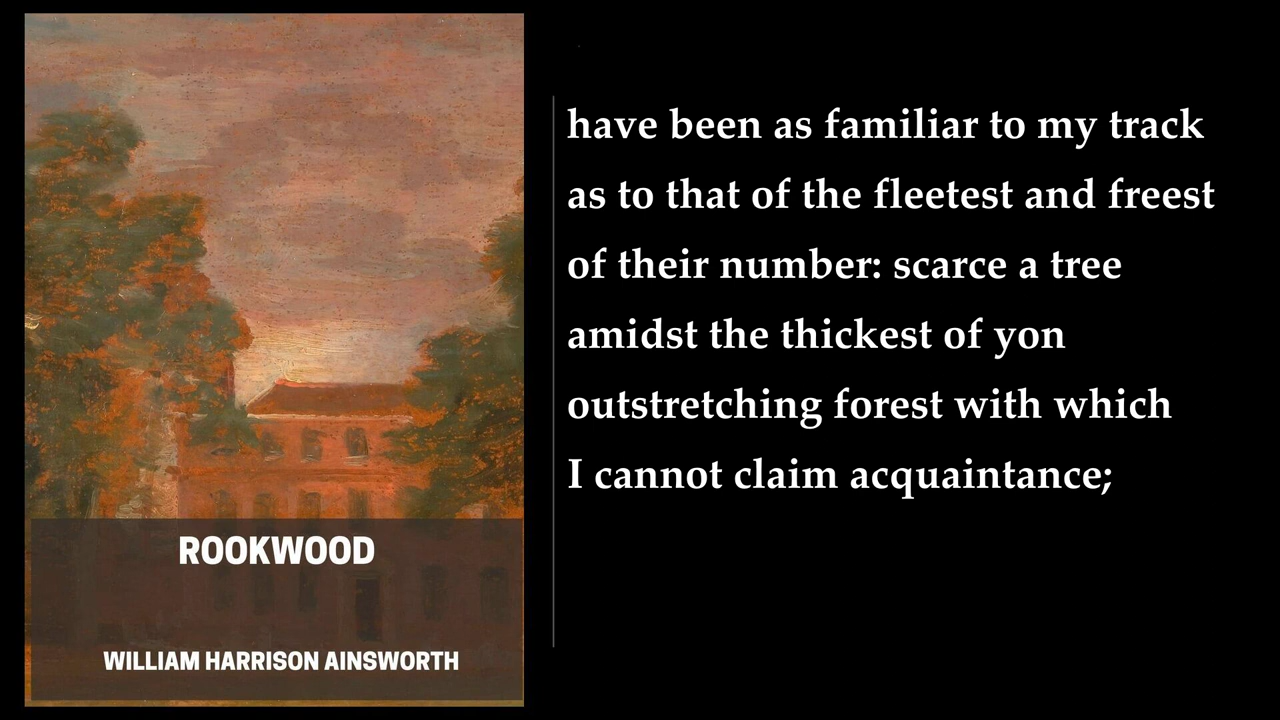 ROOKWOOD
WILLIAM HARRISON AINSWORTH
have been as familiar to my track
as to that of the fleetest and freest
of their number: scarce a tree
amidst the thickest of yon
outstretching forest with which
I cannot claim acquaintance;